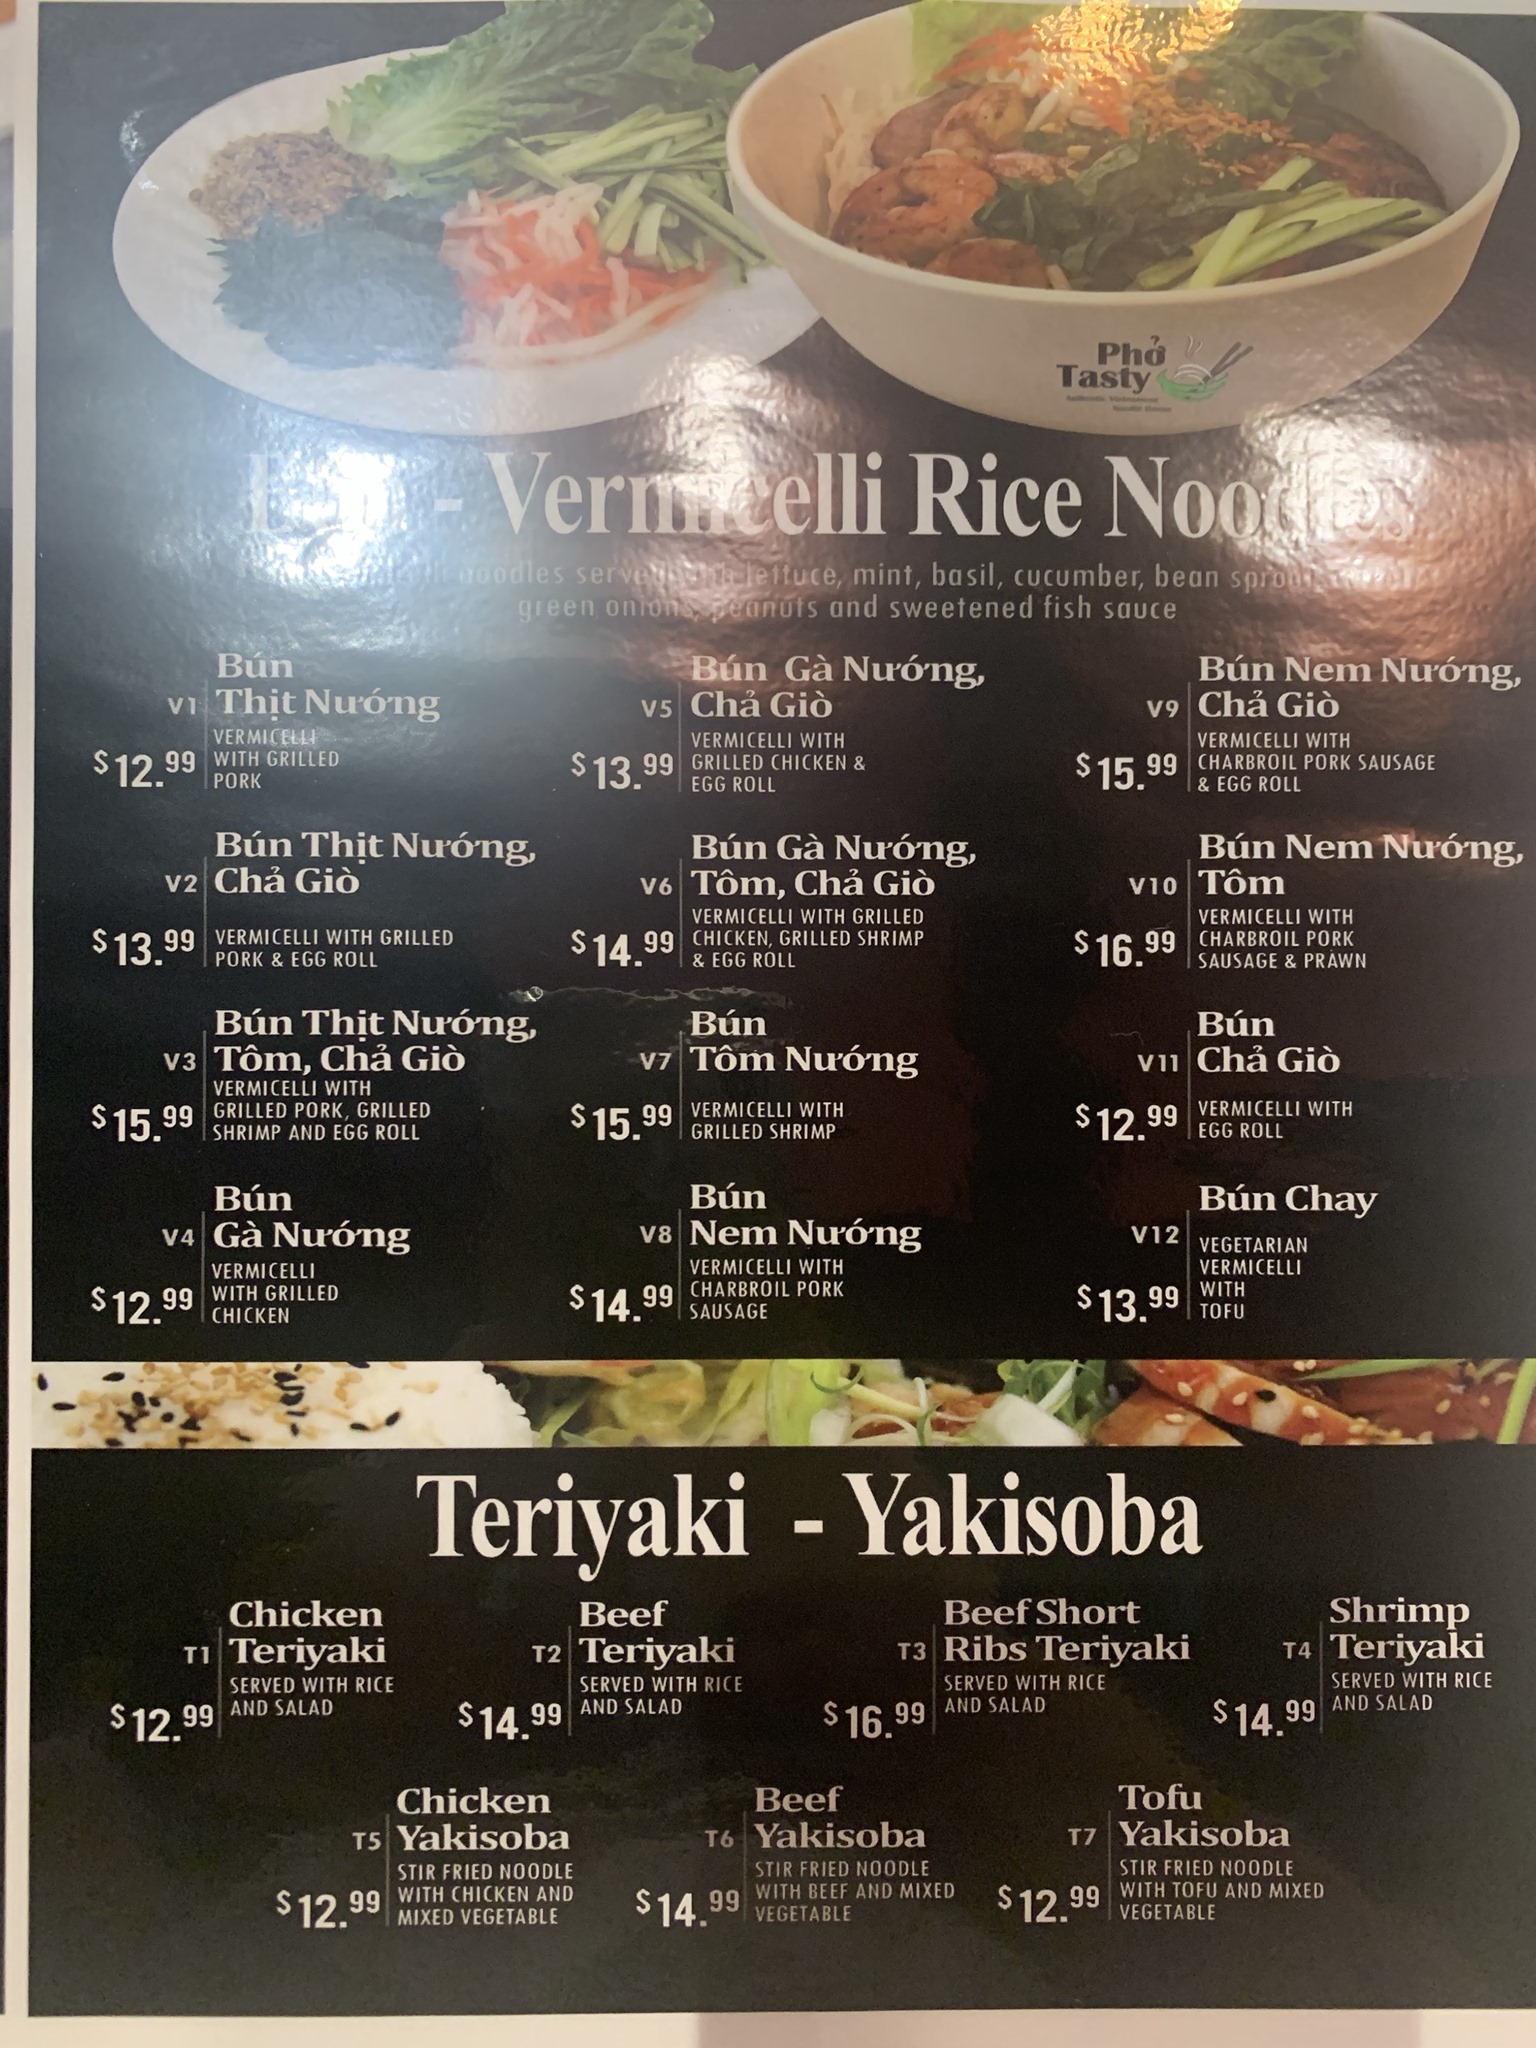 Phở
Tasty
- Vermicelli Rice Noodles
noodles served with lettuce, mint, basil, cucumber, bean
green onions, peanuts and sweetened fish sauce
Bún
V1 Thịt Nướng
VERMICELLI
$12.99 WITH GRILLED
PORK
Bún Thịt Nướng,
V2 Chả Giò
$13.99 VERMICELLI WITH GRILLED
PORK & EGG ROLL
Bún Thịt Nướng,
V3 Tôm, Chả Giò
VERMICELLI WITH
$15.99 GRILLED PORK, GRILLED
SHRIMP AND EGG ROLL
Bún
V4 Gà Nướng
VERMICELLI
$12.99 WITH GRILLED
CHICKEN
Bún Gà Nướng,
V5 Chả Giò
VERMICELLI WITH
$13.99 GRILLED CHICKEN &
EGG ROLL
Bún Gà Nướng,
V6 Tôm, Chả Giò
VERMICELLI WITH GRILLED
$14.99 CHICKEN, GRILLED SHRIMP
& EGG ROLL
Bún
V7 Tôm Nướng
$15.99 VERMICELLI WITH
GRILLED SHRIMP
Bún
V8 Nem Nướng
VERMICELLI WITH
$14.99 CHARBROIL PORK
SAUSAGE
Bún Nem Nướng,
V9 Chả Giò
VERMICELLI WITH
$15.99 CHARBROIL PORK SAUSAGE
& EGG ROLL
Bún Nem Nướng,
V10 Tôm
VERMICELLI WITH
$16.99 CHARBROIL PORK
SAUSAGE & PRAWN
Bún
V11 Chả Giò
$12.99 VERMICELLI WITH
EGG ROLL
Bún Chay
V12 VEGETARIAN
VERMICELLI
$13.99 WITH
TOFU
Teriyaki - Yakisoba
Chicken
T1 Teriyaki
SERVED WITH RICE
$12.99 AND SALAD
Beef
T2 Teriyaki
SERVED WITH RICE
$14.99 AND SALAD
Beef Short
T3 Ribs Teriyaki
SERVED WITH RICE
$16.99 AND SALAD
Shrimp
T4 Teriyaki
SERVED WITH RICE
$14.99 AND SALAD
Chicken
T5 Yakisoba
STIR FRIED NOODLE
$12.99 WITH CHICKEN AND
MIXED VEGETABLE
Beef
T6 Yakisoba
STIR FRIED NOODLE
$14.99 WITH BEEF AND MIXED
VEGETABLE
Tofu
T7 Yakisoba
STIR FRIED NOODLE
$12.99 WITH TOFU AND MIXED
VEGETABLE